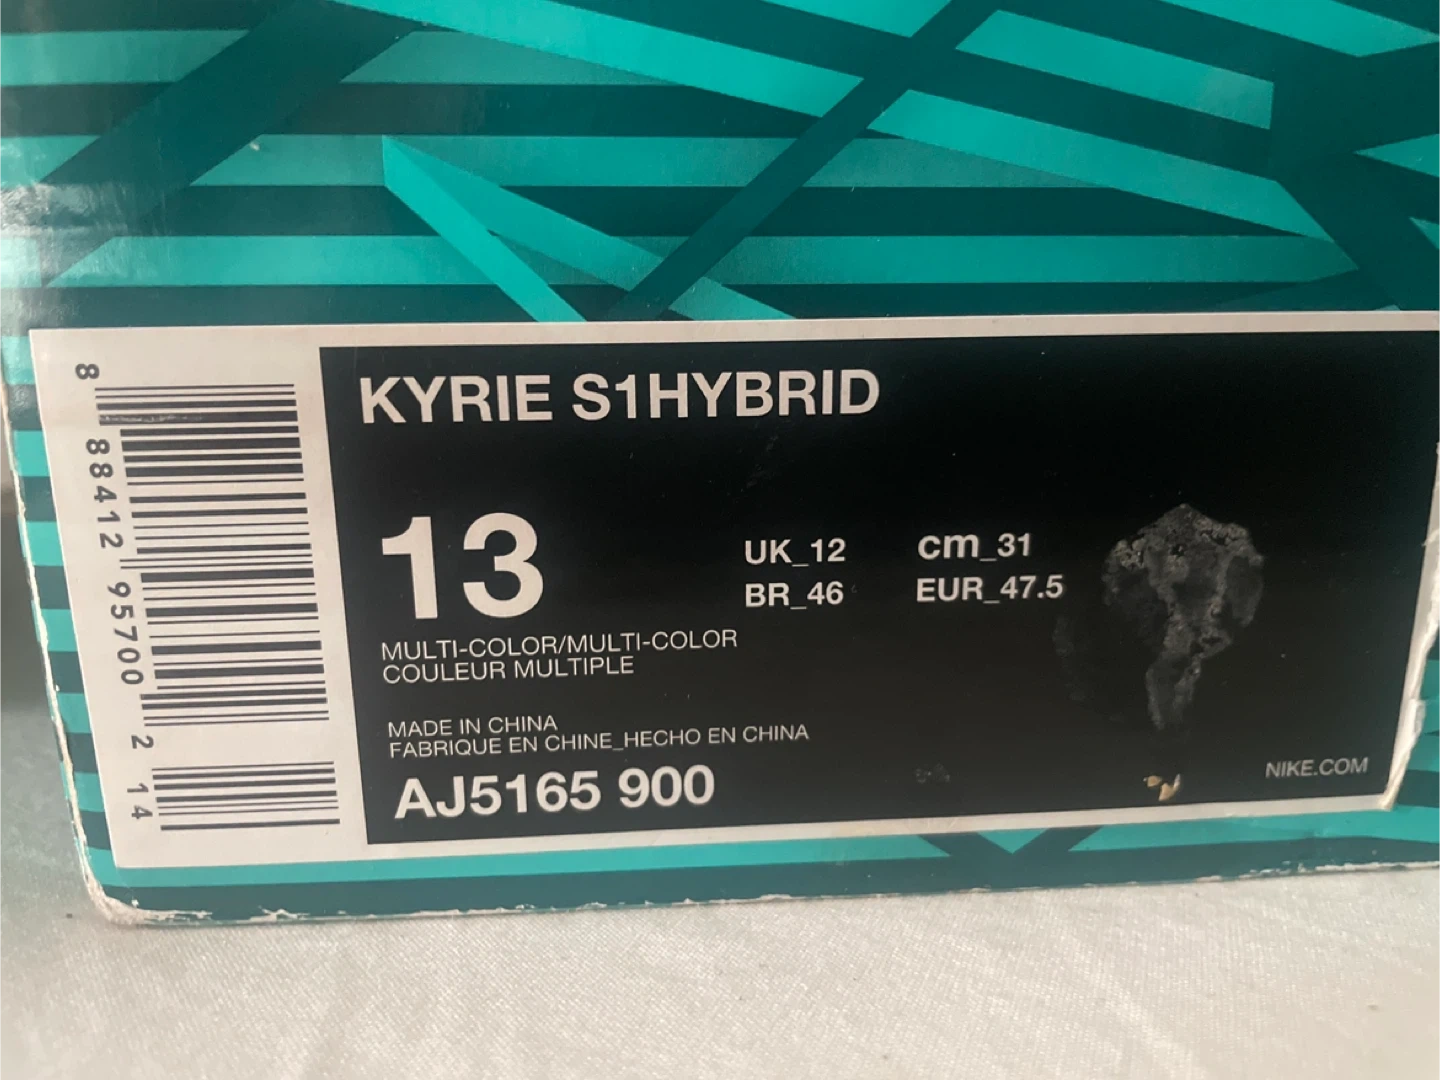 KYRIE S1HYBRID
13
UK_12 cm_31
BR_46 EUR_47.5
MULTI-COLOR/MULTI-COLOR
COULEUR MULTIPLE
MADE IN CHINA
FABRIQUE EN CHINE_HECHO EN CHINA
AJ5165 900
NIKE.COM
8 88412 95700 2 14